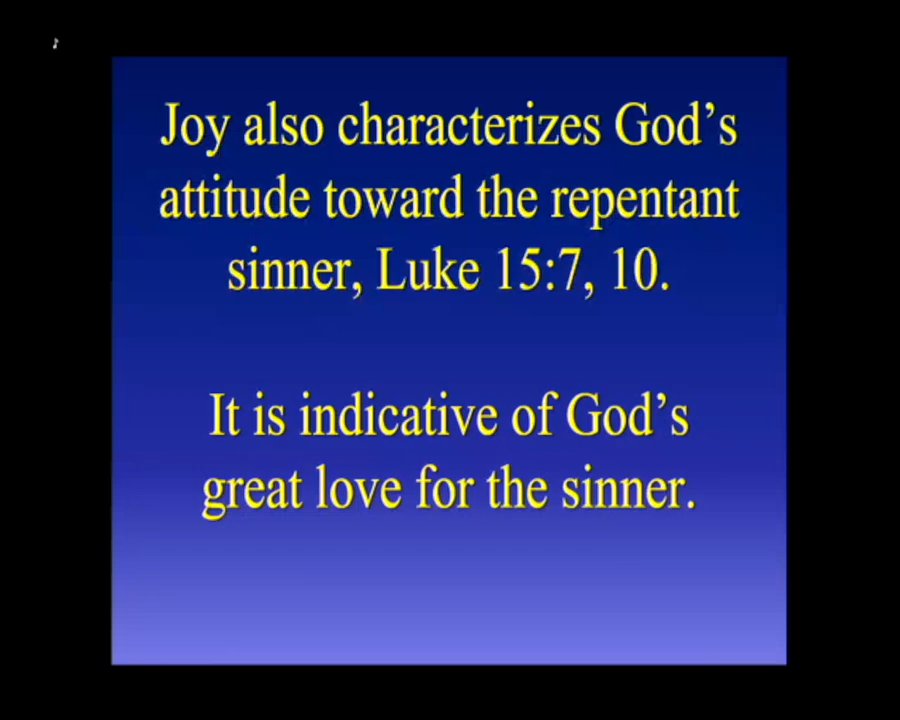 Joy also characterizes God’s
attitude toward the repentant
sinner, Luke 15:7, 10.
It is indicative of God’s
great love for the sinner.